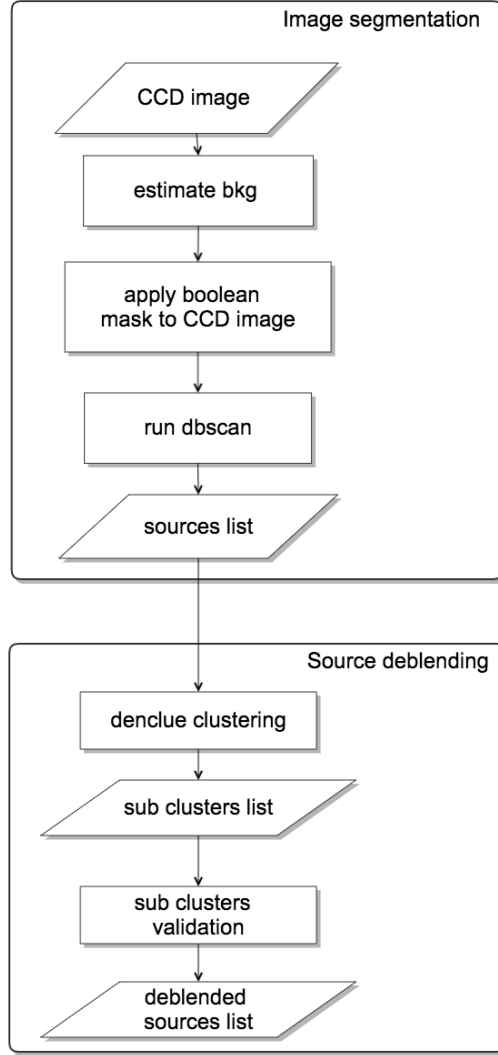 Image segmentation
CCD image
estimate bkg
apply boolean
mask to CCD image
run dbscan
sources list
Source deblending
denclue clustering
sub clusters list
sub clusters
validation
deblended
sources list